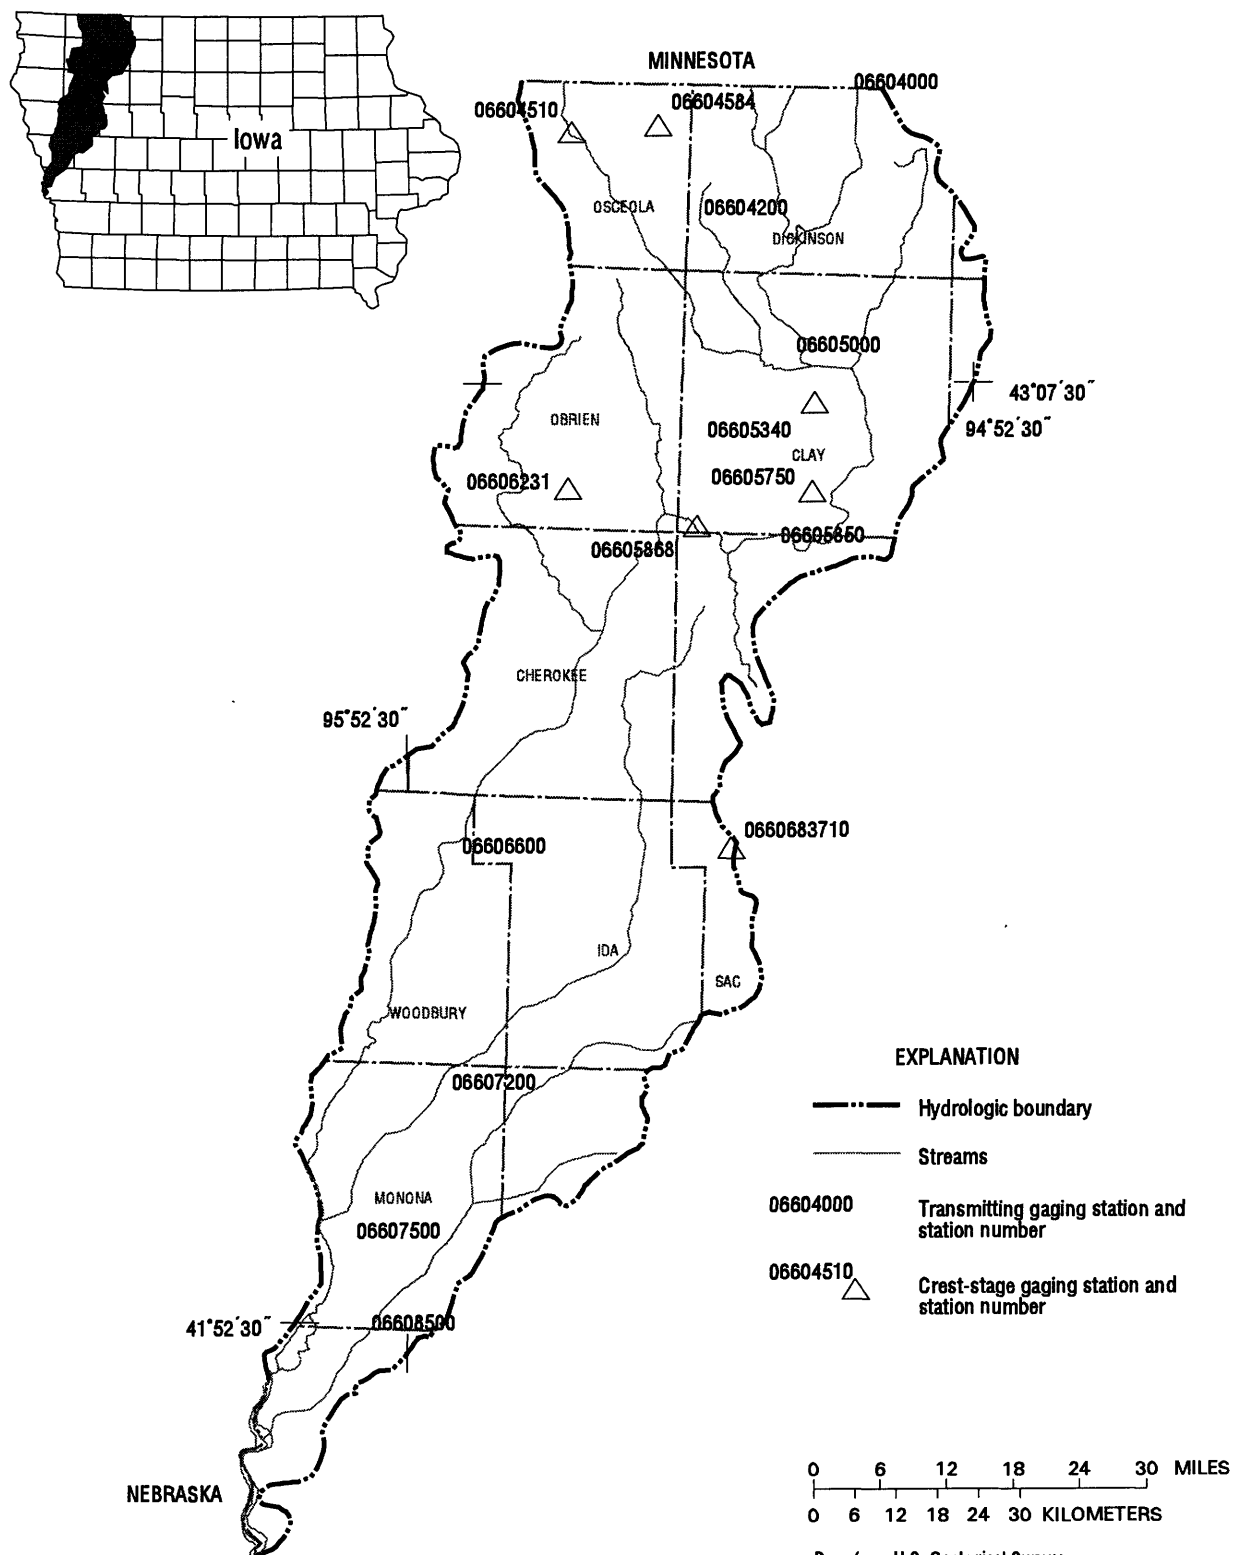 MINNESOTA
06604000
06604510
06604584
Iowa
OSCEOLA
06604200
DICKINSON
06605000
43°07′30″
OBRIEN
06605340
94°52′30″
CLAY
06606231
06605750
06605850
06605868
CHEROKEE
95°52′30″
0660683710
06606600
IDA
SAC
WOODBURY
EXPLANATION
06607200
Hydrologic boundary
Streams
MONONA
06604000 Transmitting gaging station and
station number
06607500
06604510 Crest-stage gaging station and
station number
41°52′30″
06608500
0 6 12 18 24 30 MILES
NEBRASKA
0 6 12 18 24 30 KILOMETERS